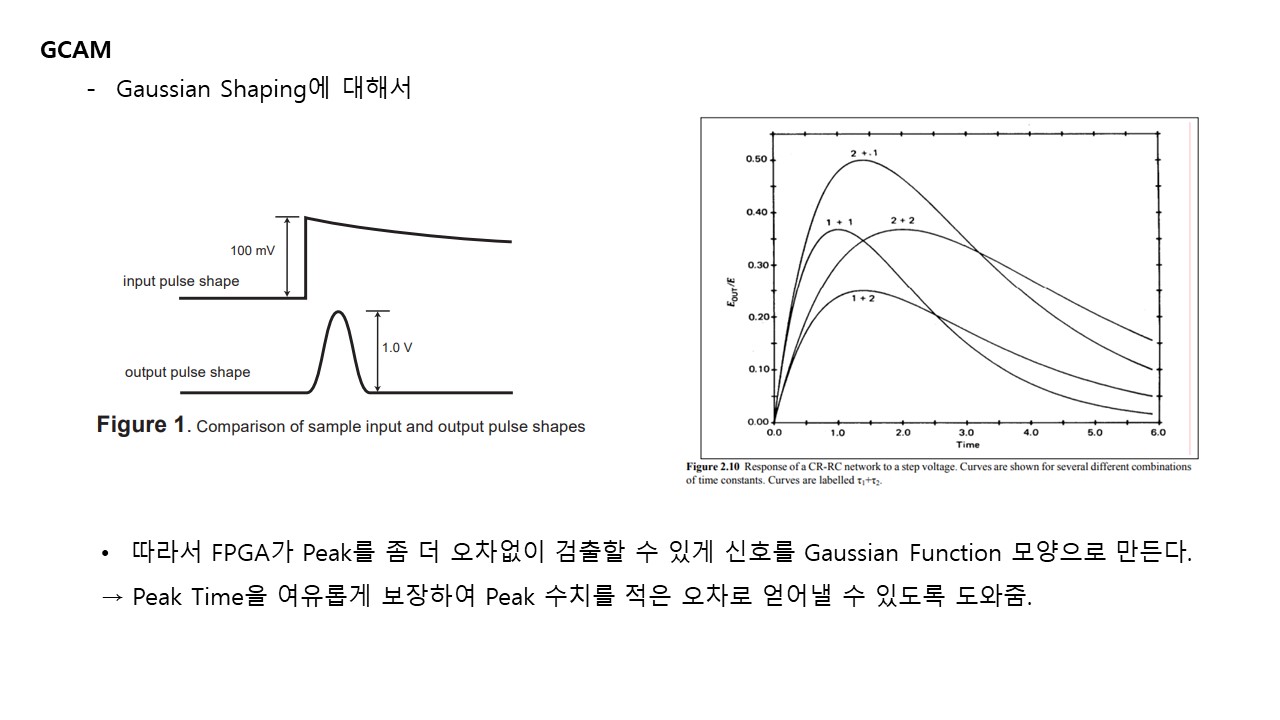 GCAM
- Gaussian Shaping에 대해서
100 mV
input pulse shape
1.0 V
output pulse shape
Figure 1. Comparison of sample input and output pulse shapes
0.50
0.40
0.30
0.20
0.10
0.00
E_OUT/E
2 +.1
1 + 1
2 + 2
1 + 2
0.0 1.0 2.0 3.0 4.0 5.0 6.0
Time
Figure 2.10 Response of a CR-RC network to a step voltage. Curves are shown for several different combinations
of time constants. Curves are labelled τ₁+τ₂.
• 따라서 FPGA가 Peak를 좀 더 오차없이 검출할 수 있게 신호를 Gaussian Function 모양으로 만든다.
→ Peak Time을 여유롭게 보장하여 Peak 수치를 적은 오차로 얻어낼 수 있도록 도와줌.